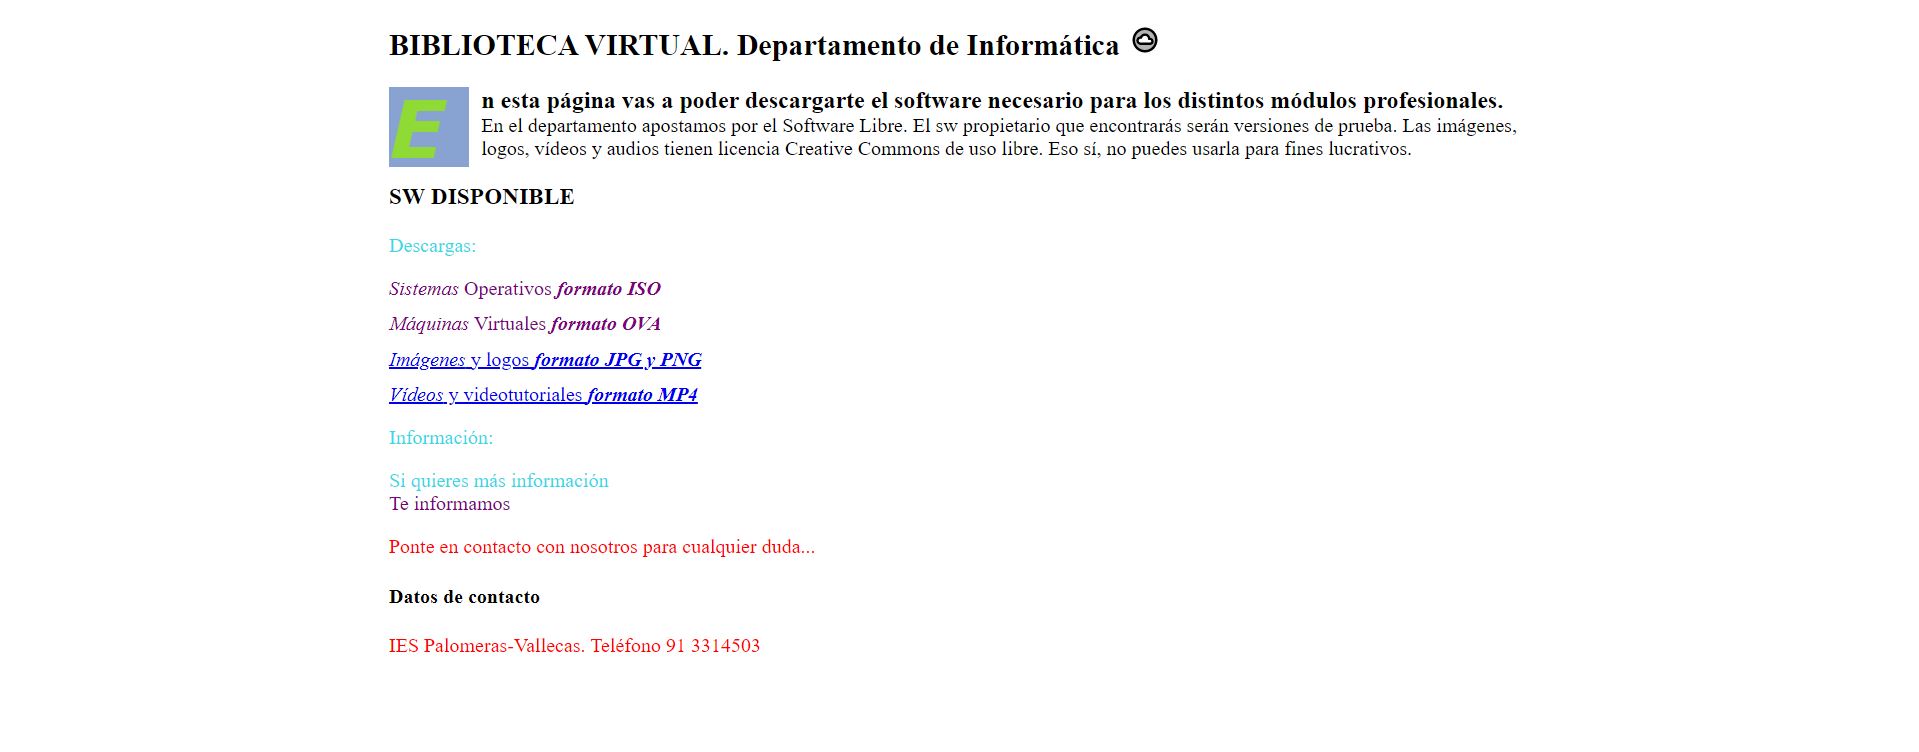 BIBLIOTECA VIRTUAL. Departamento de Informática
En esta página vas a poder descargarte el software necesario para los distintos módulos profesionales.
En el departamento apostamos por el Software Libre. El sw propietario que encontrarás serán versiones de prueba. Las imágenes,
logos, vídeos y audios tienen licencia Creative Commons de uso libre. Eso sí, no puedes usarla para fines lucrativos.
SW DISPONIBLE
Descargas:
Sistemas Operativos formato ISO
Máquinas Virtuales formato OVA
Imágenes y logos formato JPG y PNG
Vídeos y videotutoriales formato MP4
Información:
Si quieres más información
Te informamos
Ponte en contacto con nosotros para cualquier duda...
Datos de contacto
IES Palomeras-Vallecas. Teléfono 91 3314503